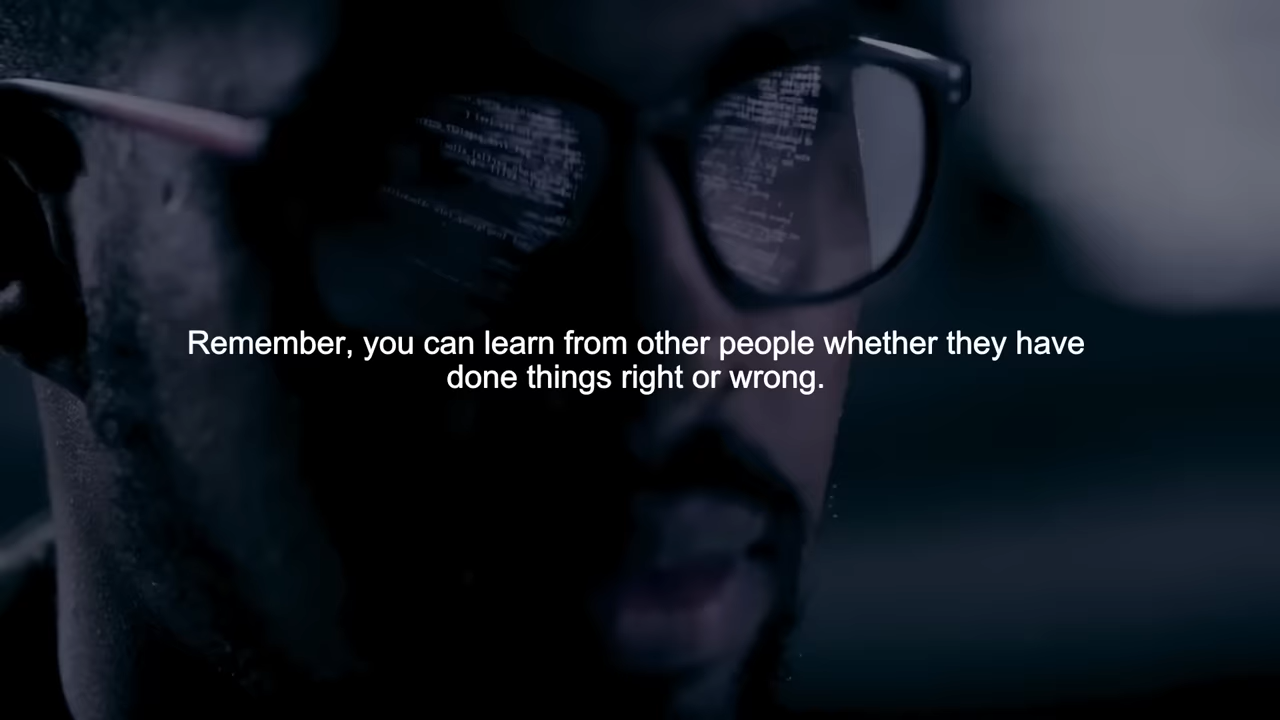 Remember, you can learn from other people whether they have
done things right or wrong.